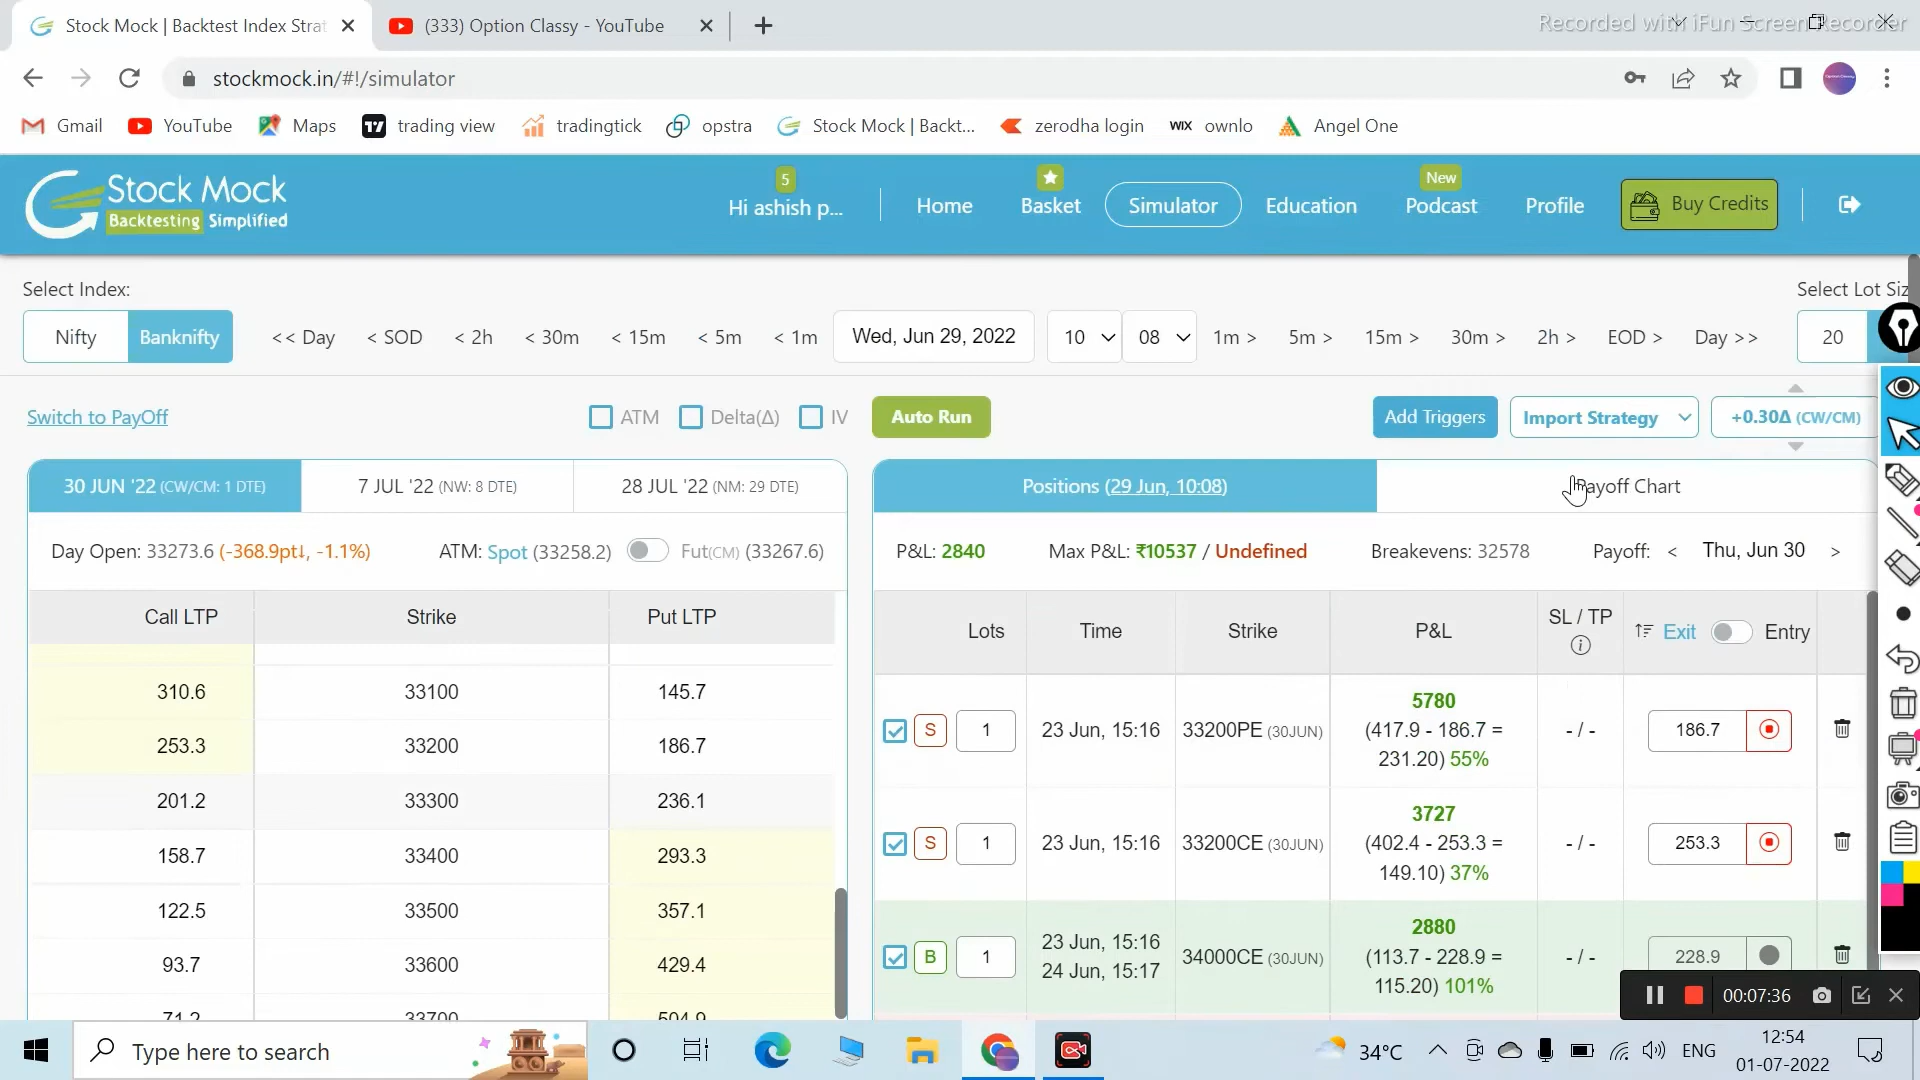 Stock Mock | Backtest Index Strat
(333) Option Classy - YouTube
Recorded with iFun Screen Recorder
stockmock.in/#!/simulator
Gmail YouTube Maps trading view tradingtick opstra Stock Mock | Backt... zerodha login WIX ownlo Angel One
Stock Mock
Backtesting Simplified
5
Hi ashish p...
Home
Basket
Simulator
Education
New
Podcast
Profile
Buy Credits
Select Index:
Select Lot Siz
Nifty Banknifty << Day < SOD < 2h < 30m < 15m < 5m < 1m Wed, Jun 29, 2022 10 08 1m > 5m > 15m > 30m > 2h > EOD > Day >> 20
Switch to PayOff ATM Delta(Δ) IV Auto Run Add Triggers Import Strategy +0.30Δ (CW/CM)
30 JUN '22 (CW/CM: 1 DTE) 7 JUL '22 (NW: 8 DTE) 28 JUL '22 (NM: 29 DTE)
Day Open: 33273.6 (-368.9pt↓, -1.1%) ATM: Spot (33258.2) Fut(CM) (33267.6)
Call LTP Strike Put LTP
310.6 33100 145.7
253.3 33200 186.7
201.2 33300 236.1
158.7 33400 293.3
122.5 33500 357.1
93.7 33600 429.4
71.2 33700 504.9
Positions (29 Jun, 10:08) Payoff Chart
P&L: 2840 Max P&L: ₹10537 / Undefined Breakevens: 32578 Payoff: < Thu, Jun 30 >
Lots Time Strike P&L SL / TP Exit Entry
5780
S 1 23 Jun, 15:16 33200PE (30JUN) (417.9 - 186.7 = - / - 186.7
231.20) 55%
3727
S 1 23 Jun, 15:16 33200CE (30JUN) (402.4 - 253.3 = - / - 253.3
149.10) 37%
2880
B 1 23 Jun, 15:16 34000CE (30JUN) (113.7 - 228.9 = - / - 228.9
24 Jun, 15:17 115.20) 101%
00:07:36
Type here to search
34°C
ENG
12:54
01-07-2022